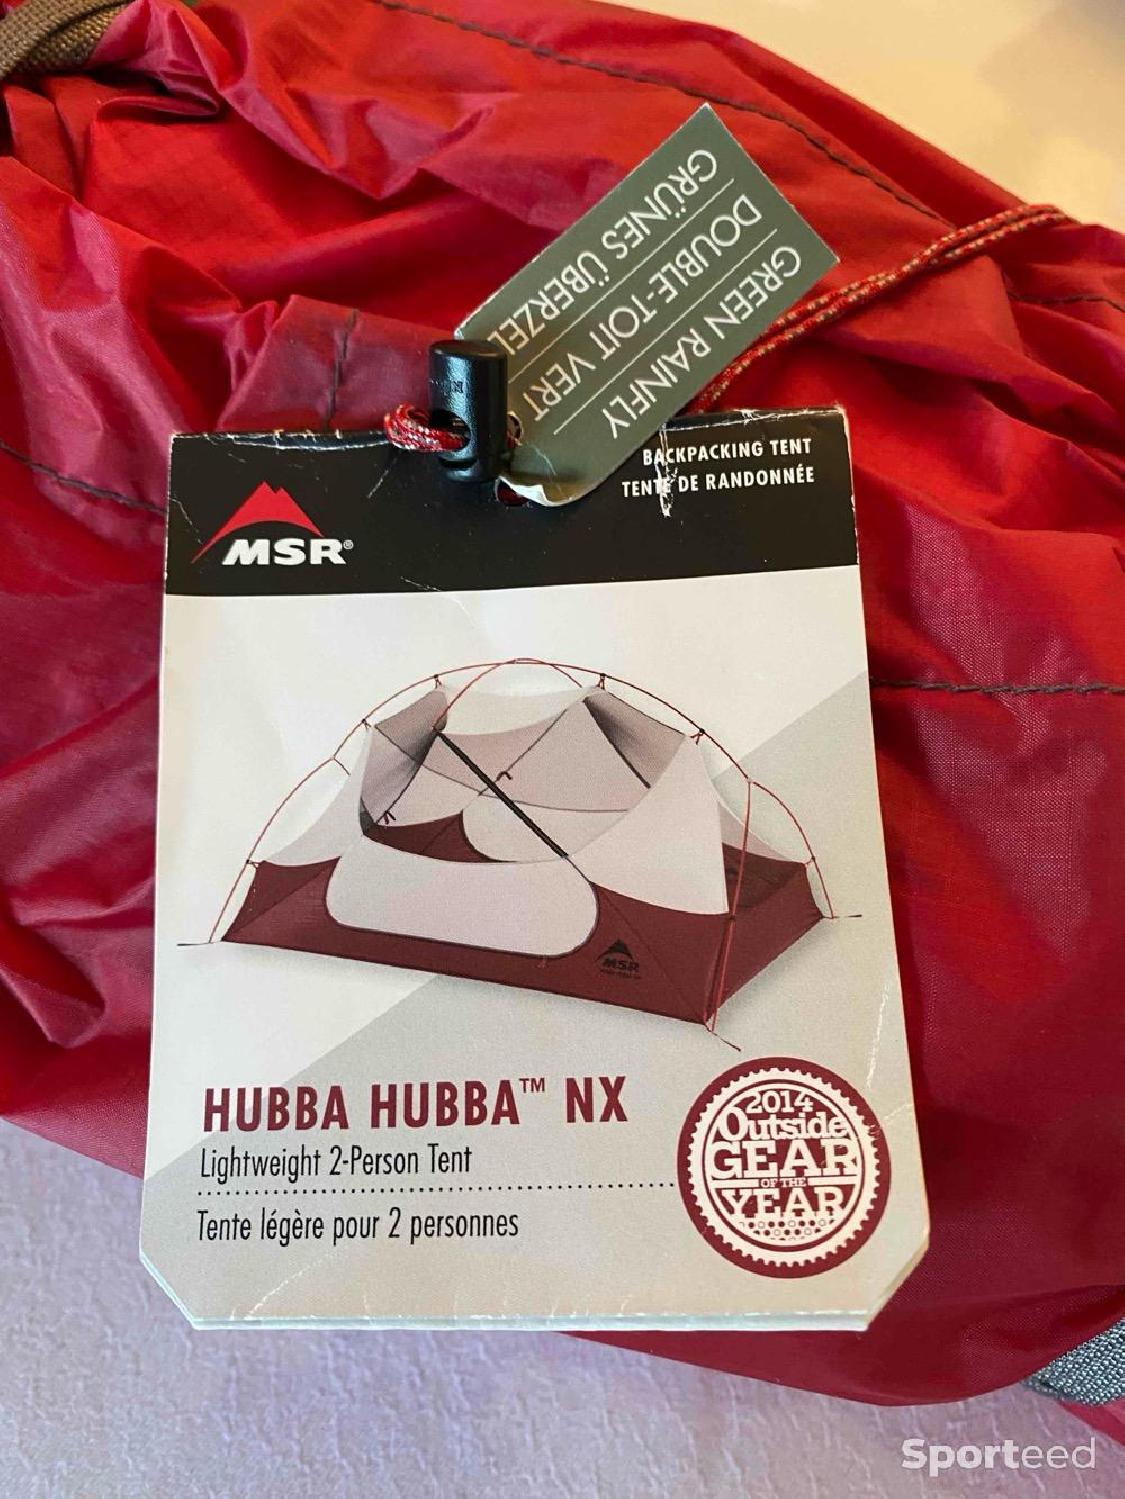 GREEN RAINFLY
DOUBLE-TOIT VERT
GRÜNES
BACKPACKING TENT
TENTE DE RANDONNÉE
MSR®
MSR
HUBBA HUBBA™ NX
Lightweight 2-Person Tent
Tente légère pour 2 personnes
2014
Outside
GEAR
OF THE
YEAR
Sporteed